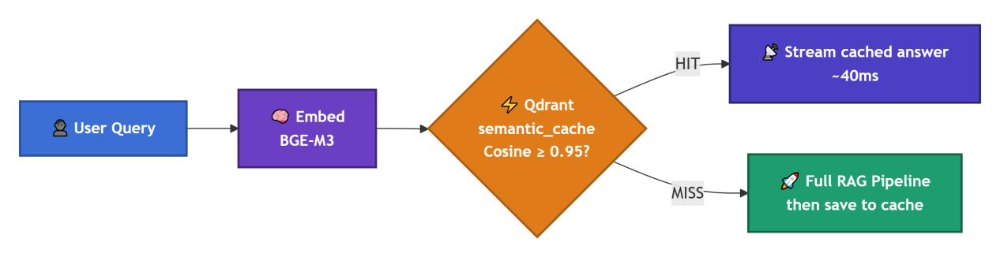 👤 User Query
🧠 Embed
BGE-M3
⚡ Qdrant
semantic_cache
Cosine ≥ 0.95?
HIT
MISS
📡 Stream cached answer
~40ms
🚀 Full RAG Pipeline
then save to cache